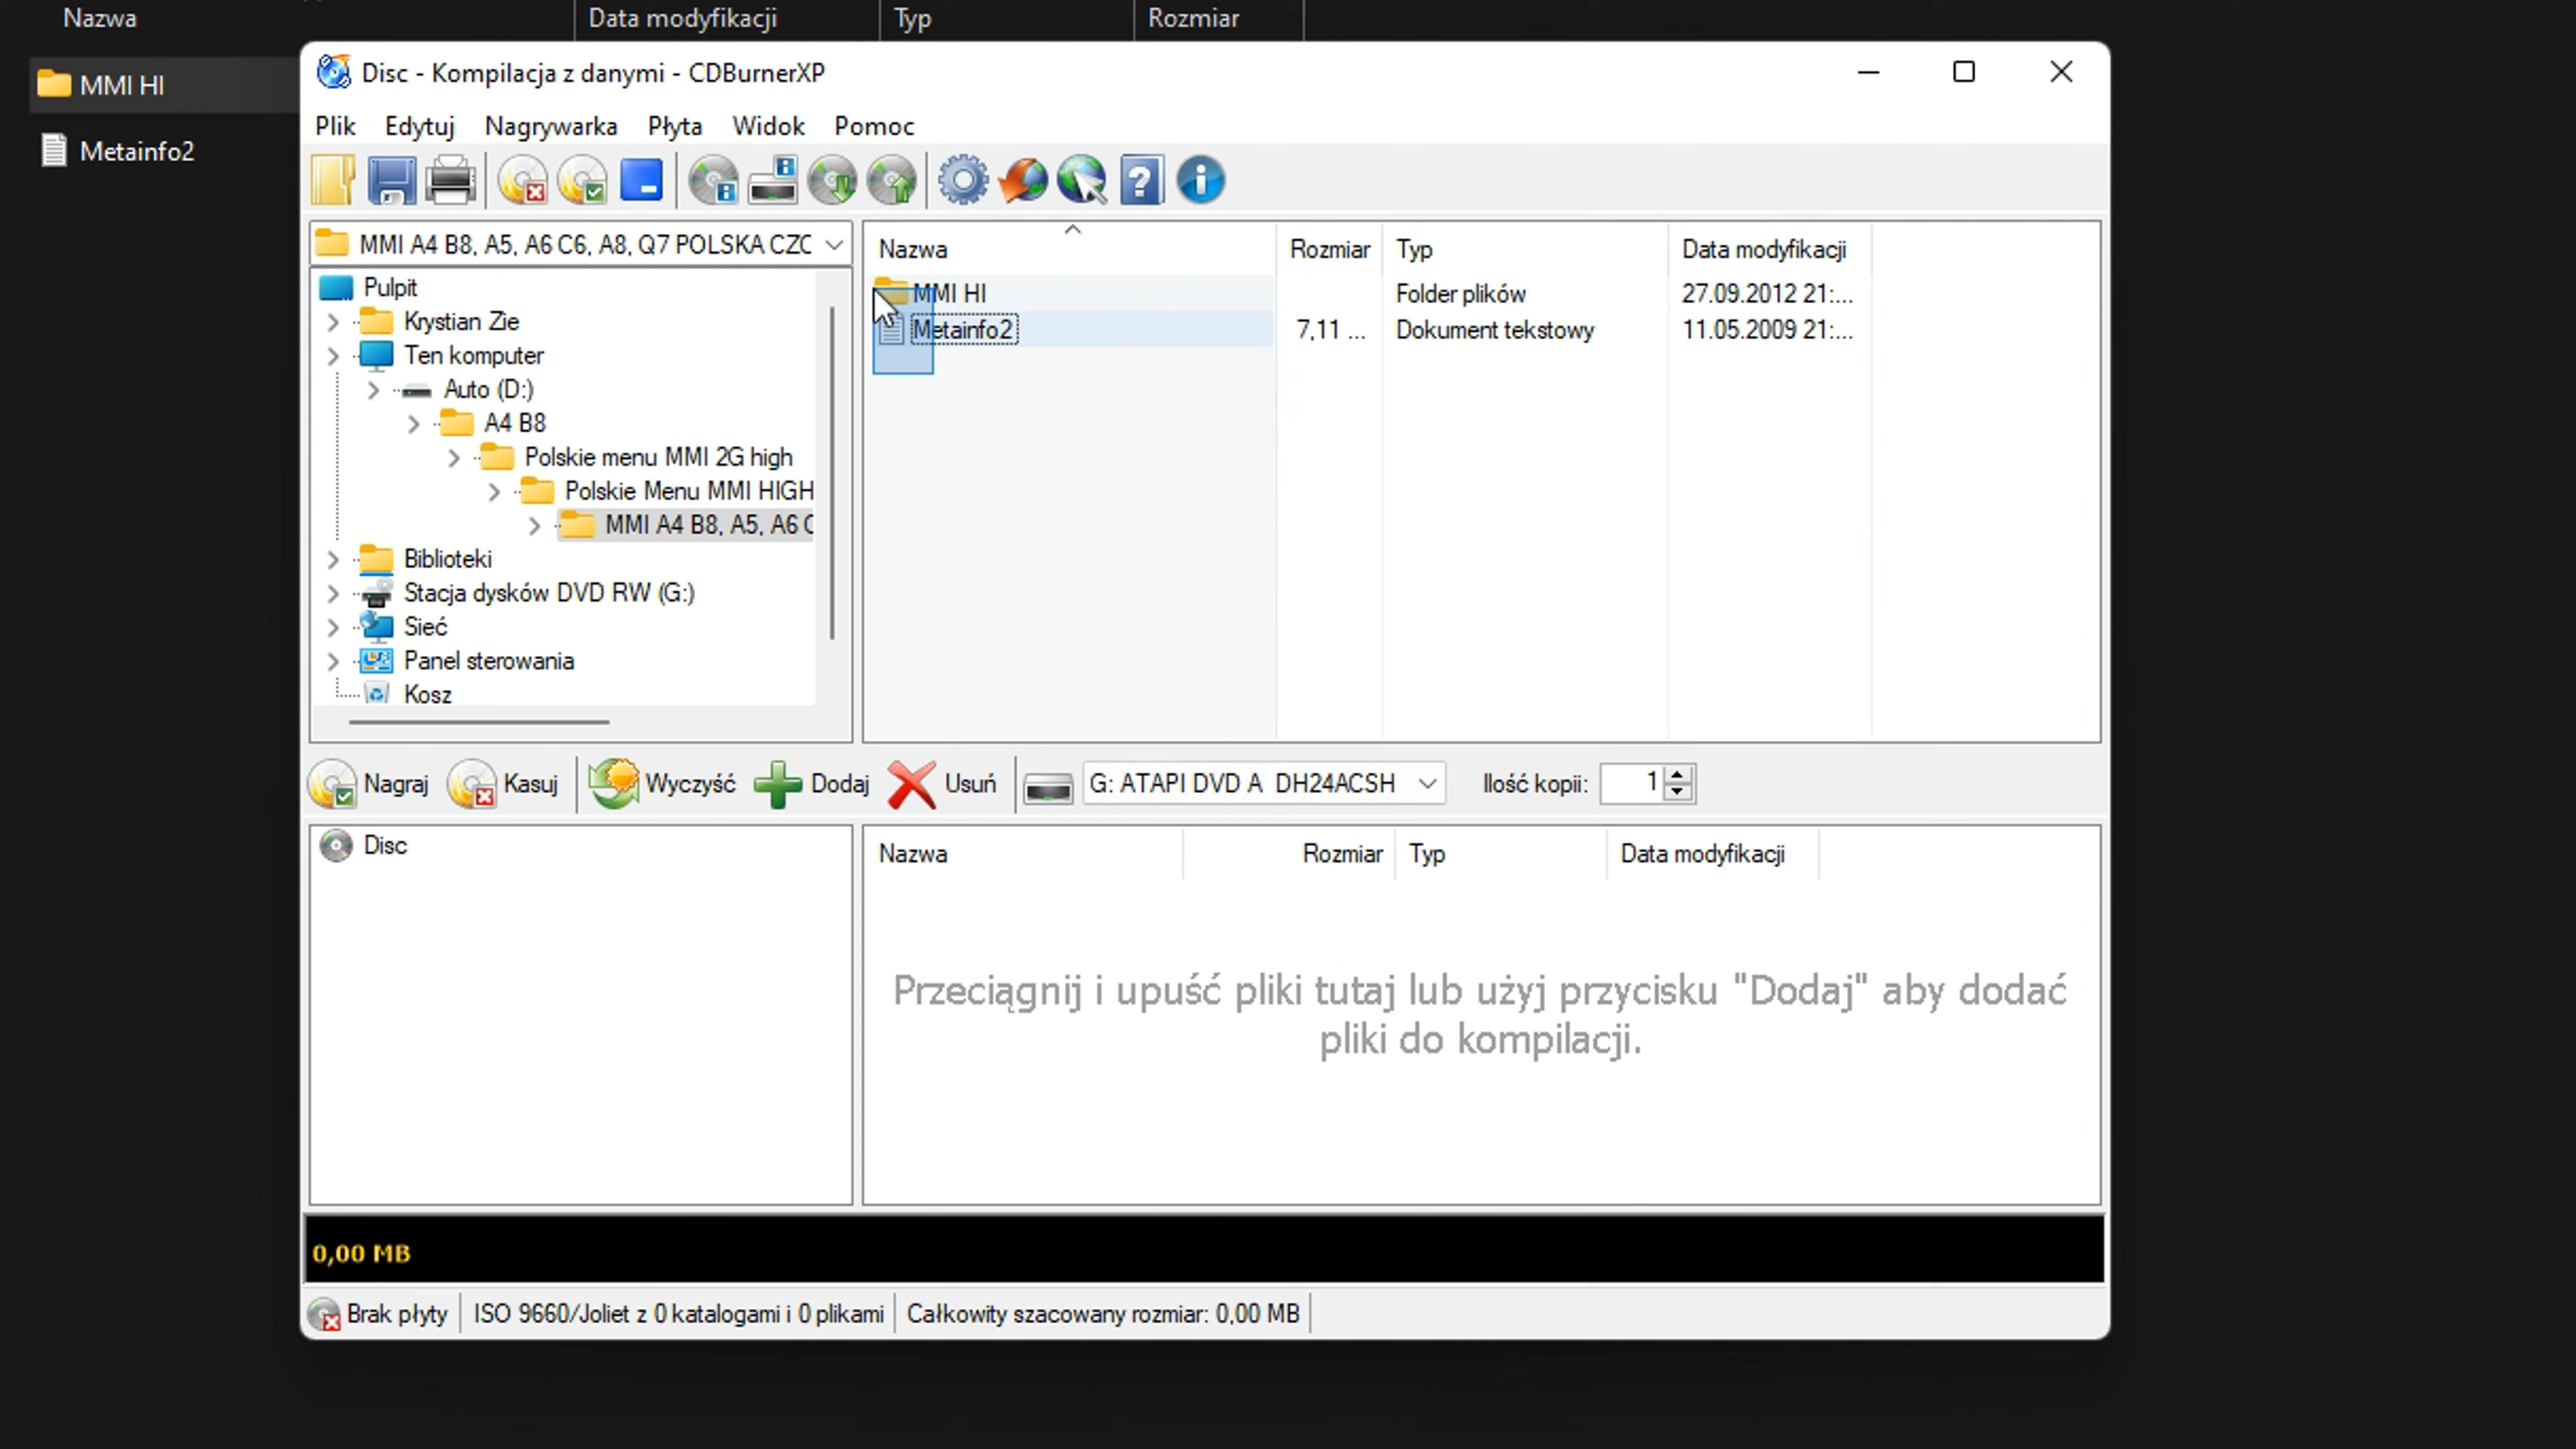 Nazwa Data modyfikacji Typ Rozmiar
MMI HI
Metainfo2
Disc - Kompilacja z danymi - CDBurnerXP
Plik Edytuj Nagrywarka Płyta Widok Pomoc
MMI A4 B8, A5, A6 C6, A8, Q7 POLSKA CZC
Pulpit
Krystian Zie
Ten komputer
Auto (D:)
A4 B8
Polskie menu MMI 2G high
Polskie Menu MMI HIGH
MMI A4 B8, A5, A6 C
Biblioteki
Stacja dysków DVD RW (G:)
Sieć
Panel sterowania
Kosz
Nazwa Rozmiar Typ Data modyfikacji
MMI HI Folder plików 27.09.2012 21:...
Metainfo2 7,11 ... Dokument tekstowy 11.05.2009 21:...
Nagraj Kasuj Wyczyść Dodaj Usuń G: ATAPI DVD A DH24ACSH Ilość kopii: 1
Disc
Nazwa Rozmiar Typ Data modyfikacji
Przeciągnij i upuść pliki tutaj lub użyj przycisku "Dodaj" aby dodać
pliki do kompilacji.
0,00 MB
Brak płyty ISO 9660/Joliet z 0 katalogami i 0 plikami Całkowity szacowany rozmiar: 0,00 MB